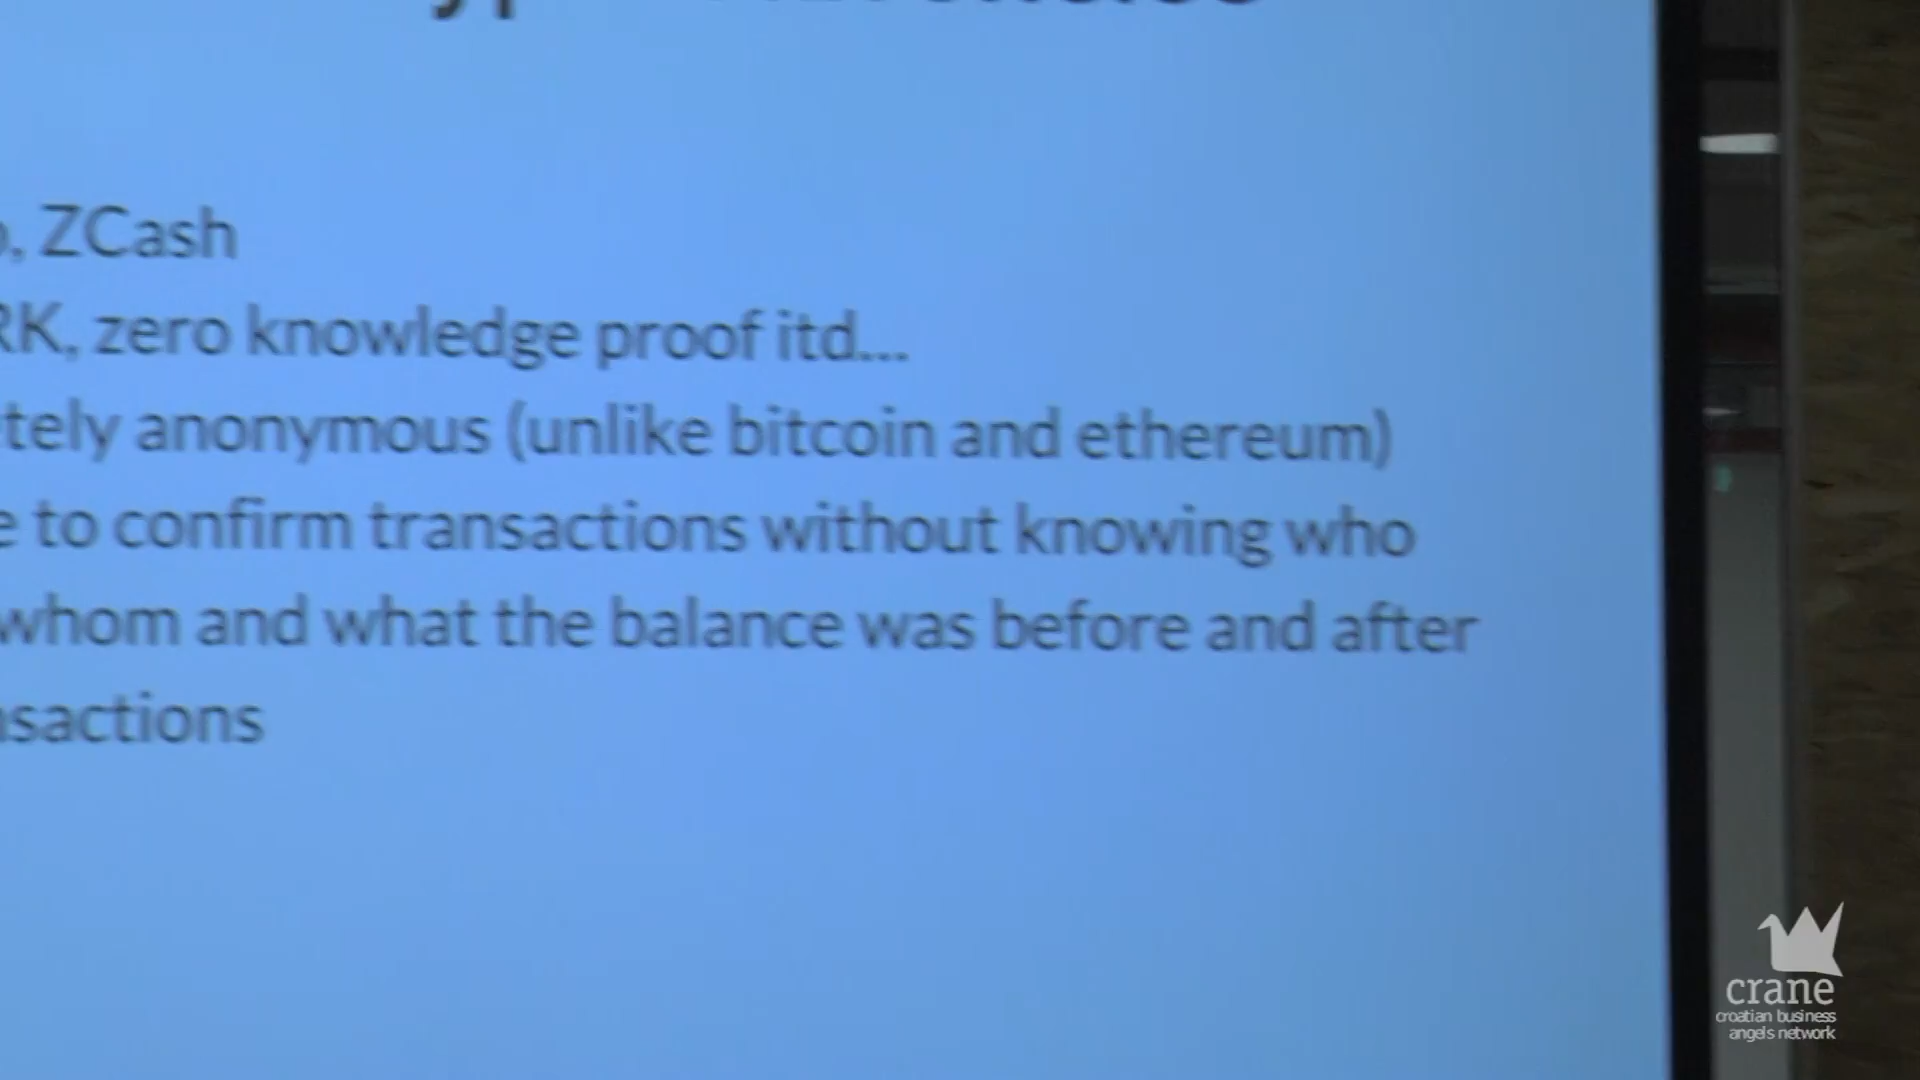 , ZCash
RK, zero knowledge proof itd...
tely anonymous (unlike bitcoin and ethereum)
e to confirm transactions without knowing who
whom and what the balance was before and after
nsactions
crane
croatian business
angels network